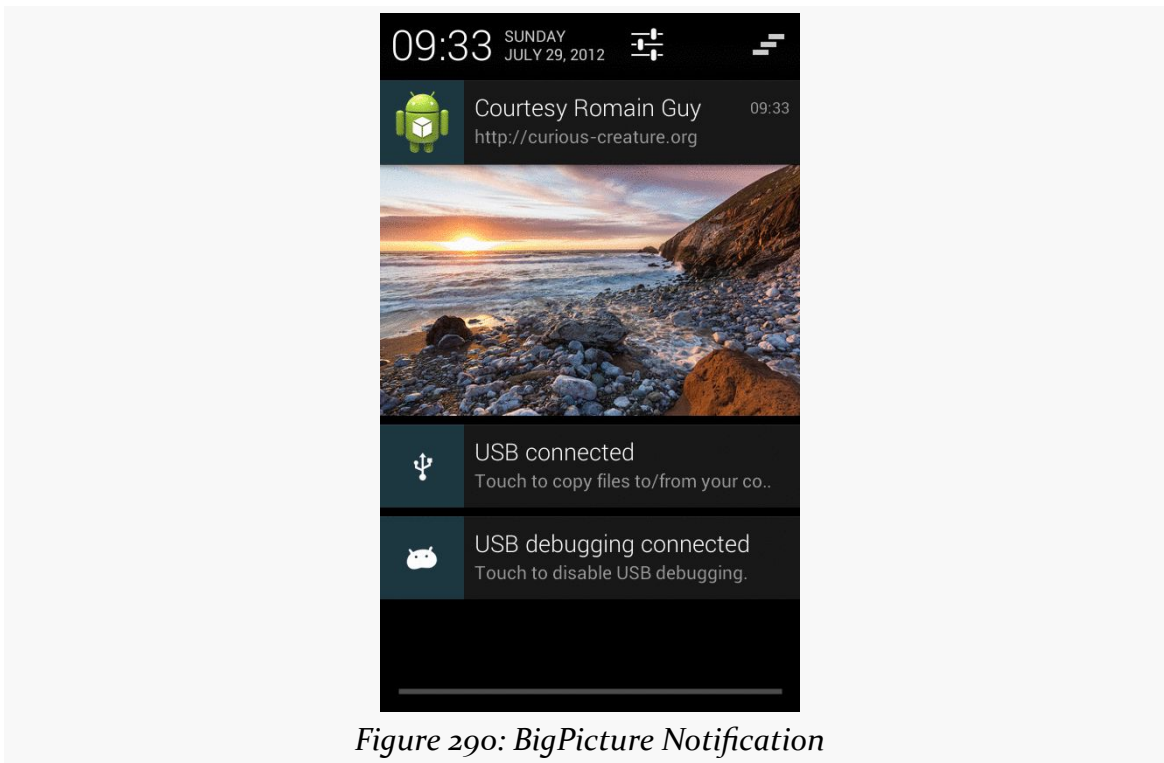 09:33
SUNDAY
JULY 29, 2012
Courtesy Romain Guy
09:33
http://curious-creature.org
USB connected
Touch to copy files to/from your co..
USB debugging connected
Touch to disable USB debugging.
Figure 290: BigPicture Notification